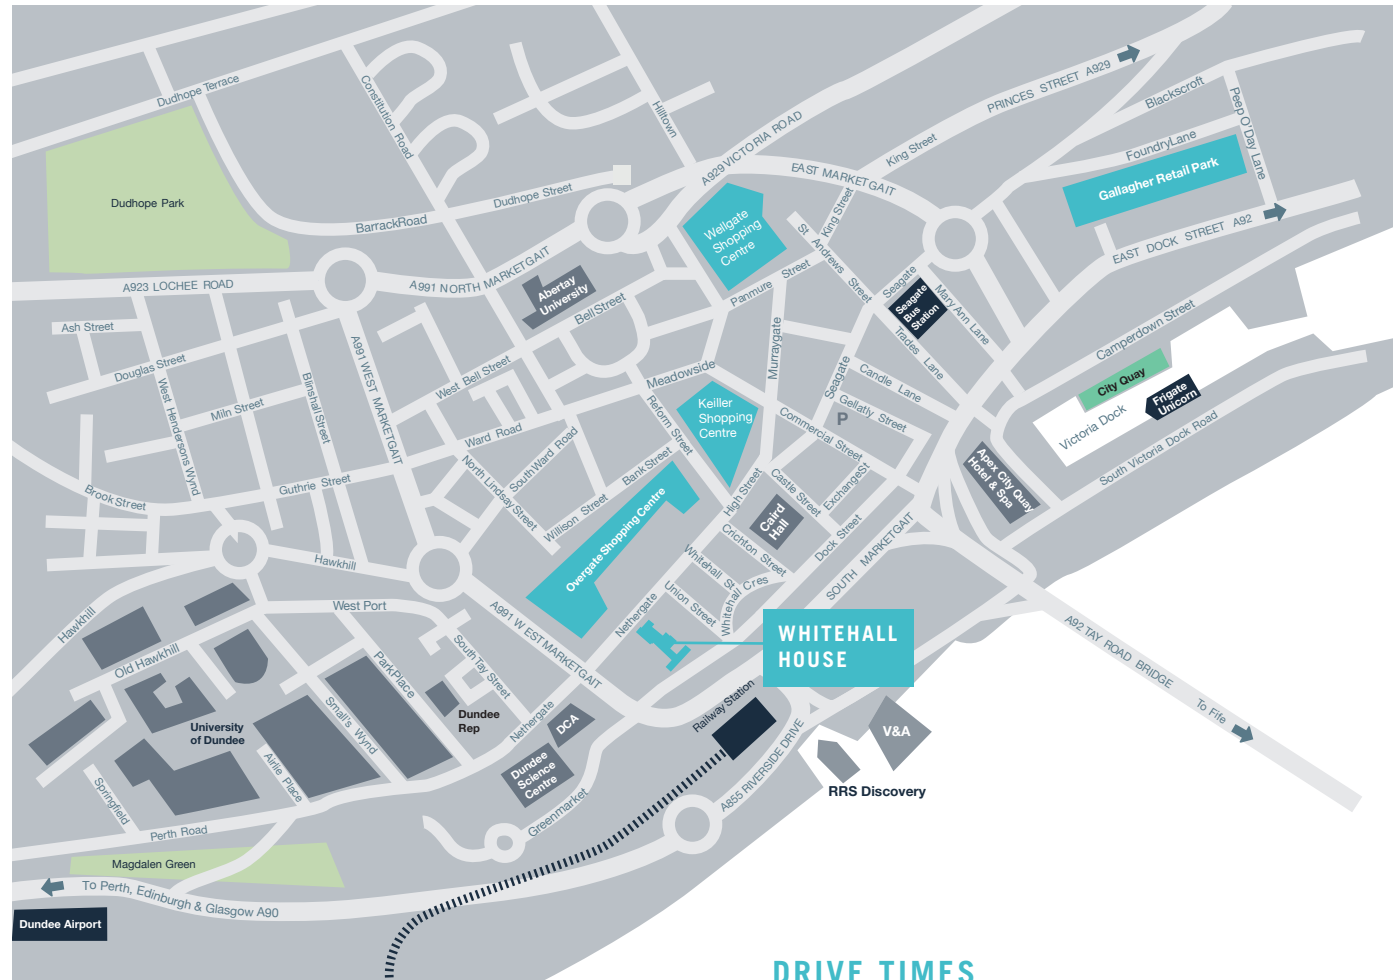 Dudhope Terrace
Constitution Road
Hilltown
A929 VICTORIA ROAD
PRINCES STREET A929
Blackscroft
Peep O'Day Lane
FoundryLane
King Street
EAST MARKETGAIT
Gallagher Retail Park
Dudhope Park
Dudhope Street
BarrackRoad
King Street
Wellgate
Shopping
Centre
St Andrews Street
EAST DOCK STREET A92
A923 LOCHEE ROAD
A991 NORTH MARKETGAIT
Abertay
University
Panmure Street
Seagate
Seagate
Bus
Station
Mary Ann Lane
Bell Street
Ash Street
Camperdown Street
Douglas Street
A991 WEST MARKETGAIT
West Bell Street
Meadowside
Murraygate
Trades Lane
Seagate
Candle Lane
City Quay
Frigate
Unicorn
West Hendersons Wynd
Blinshall Street
Miln Street
Reform Street
Keiller
Shopping
Centre
Gellatly Street
P
Commercial Street
Victoria Dock
South Victoria Dock Road
Ward Road
SouthWard Road
North Lindsay Street
Bank Street
Apex City Quay
Hotel & Spa
Guthrie Street
Brook Street
Willison Street
Overgate Shopping Centre
High Street
Castle Street
ExchangeSt
Caird
Hall
Crichton Street
Dock Street
SOUTH MARKETGAIT
Hawkhill
Whitehall St
Whitehall Cres
Union Street
Nethergate
A991 WEST MARKETGAIT
West Port
Hawkhill
WHITEHALL
HOUSE
A92 TAY ROAD BRIDGE
To Fife
Old Hawkhill
ParkPlace
SouthTay Street
Small's Wynd
University
of Dundee
Dundee
Rep
Nethergate
DCA
Railway Station
V&A
Dundee
Science
Centre
A855 RIVERSIDE DRIVE
RRS Discovery
Airlie Place
Springfield
Greenmarket
Perth Road
Magdalen Green
To Perth, Edinburgh & Glasgow A90
Dundee Airport
DRIVE TIMES